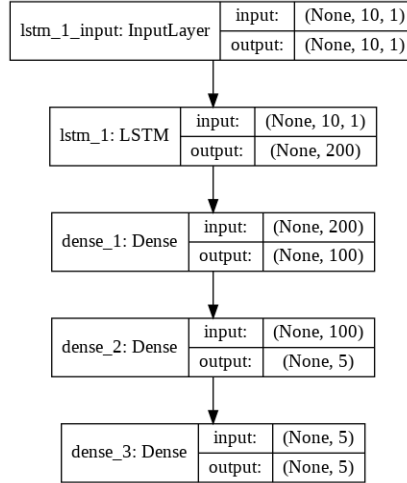 lstm_1_input: InputLayer
input: (None, 10, 1)
output: (None, 10, 1)
lstm_1: LSTM
input: (None, 10, 1)
output: (None, 200)
dense_1: Dense
input: (None, 200)
output: (None, 100)
dense_2: Dense
input: (None, 100)
output: (None, 5)
dense_3: Dense
input: (None, 5)
output: (None, 5)